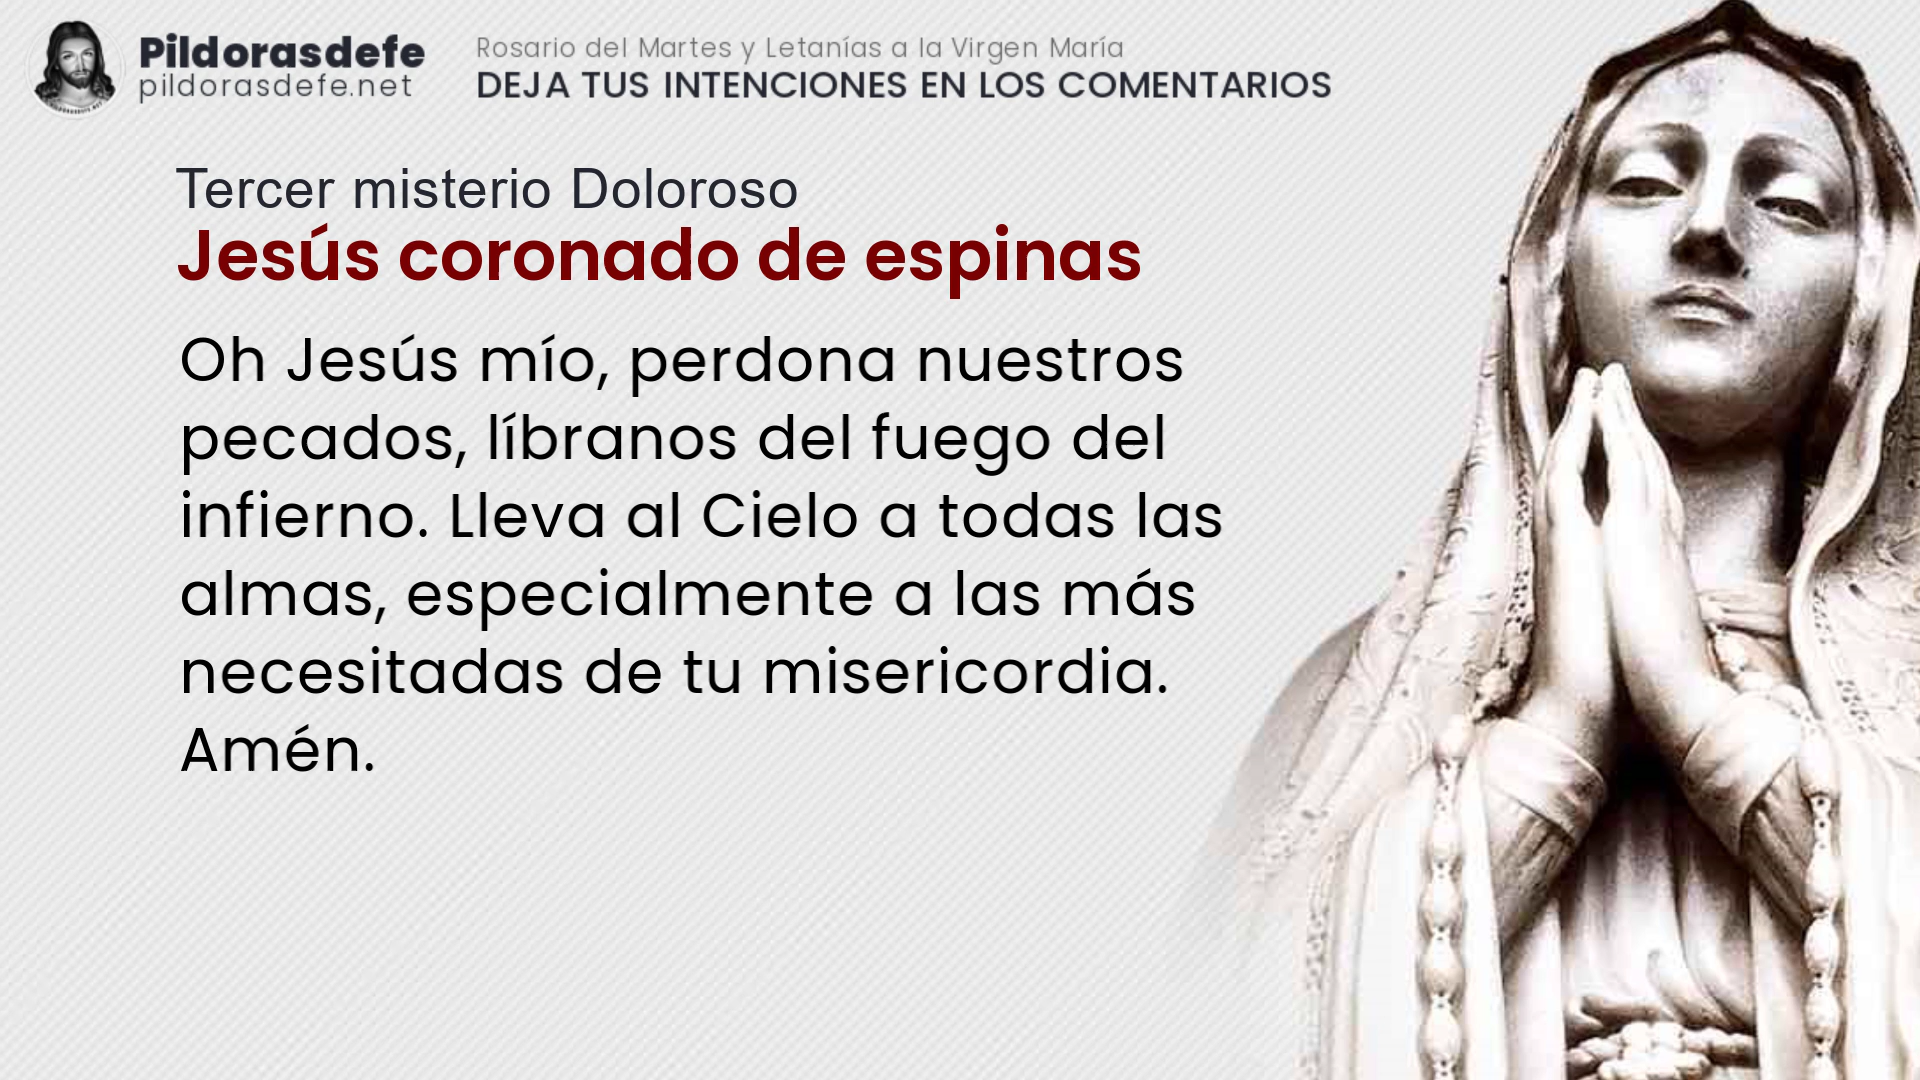 Pildorasdefe
pildorasdefe.net
Rosario del Martes y Letanías a la Virgen María
DEJA TUS INTENCIONES EN LOS COMENTARIOS
Tercer misterio Doloroso
Jesús coronado de espinas
Oh Jesús mío, perdona nuestros
pecados, líbranos del fuego del
infierno. Lleva al Cielo a todas las
almas, especialmente a las más
necesitadas de tu misericordia.
Amén.